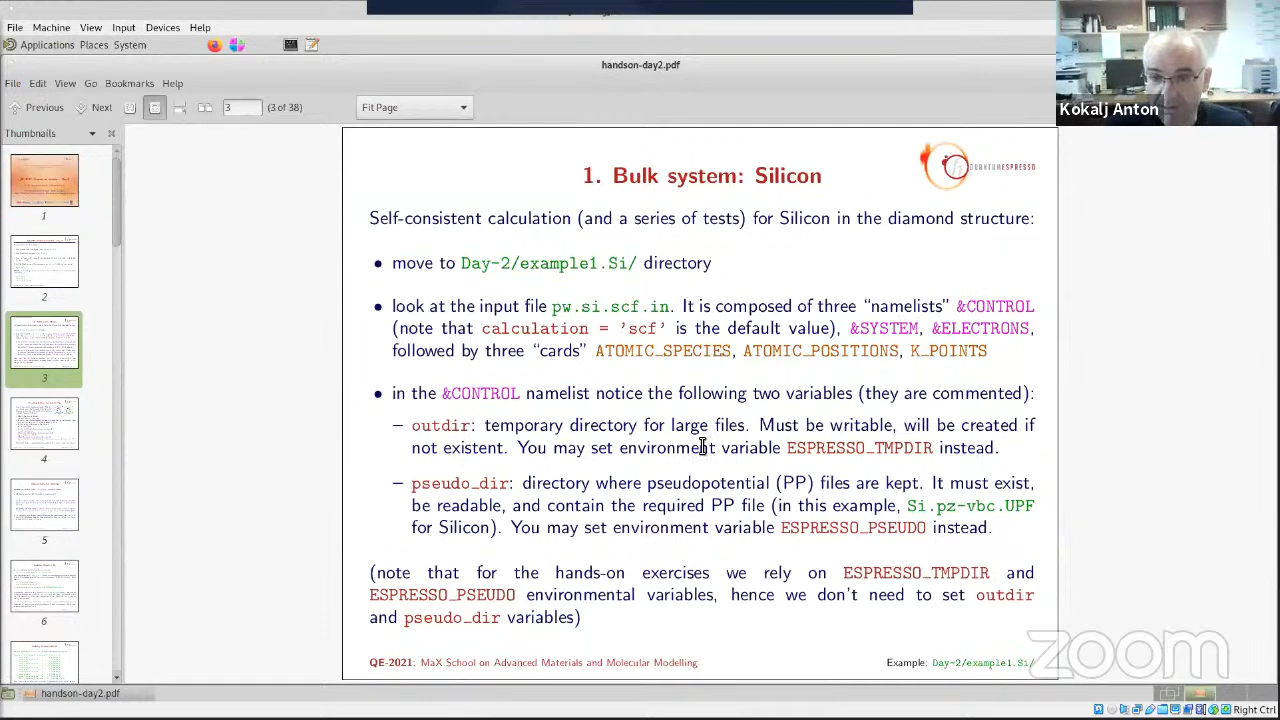 File Machine View Input Devices Help
Applications Places System
handson-day2.pdf
File Edit View Go Bookmarks Help
Previous Next 3 (3 of 38) Fit Page
Thumbnails
1
2
3
4
5
6
Kokalj Anton
QUANTUMESPRESSO
1. Bulk system: Silicon
Self-consistent calculation (and a series of tests) for Silicon in the diamond structure:
• move to Day-2/example1.Si/ directory
• look at the input file pw.si.scf.in. It is composed of three “namelists” &CONTROL
(note that calculation = 'scf' is the default value), &SYSTEM, &ELECTRONS,
followed by three “cards” ATOMIC_SPECIES, ATOMIC_POSITIONS, K_POINTS
• in the &CONTROL namelist notice the following two variables (they are commented):
– outdir: temporary directory for large files. Must be writable, will be created if
not existent. You may set environment variable ESPRESSO_TMPDIR instead.
– pseudo_dir: directory where pseudopotential (PP) files are kept. It must exist,
be readable, and contain the required PP file (in this example, Si.pz-vbc.UPF
for Silicon). You may set environment variable ESPRESSO_PSEUDO instead.
(note that for the hands-on exercises we rely on ESPRESSO_TMPDIR and
ESPRESSO_PSEUDO environmental variables, hence we don't need to set outdir
and pseudo_dir variables)
QE-2021: MaX School on Advanced Materials and Molecular Modelling
Example: Day-2/example1.Si/
zoom
handson-day2.pdf
Right Ctrl